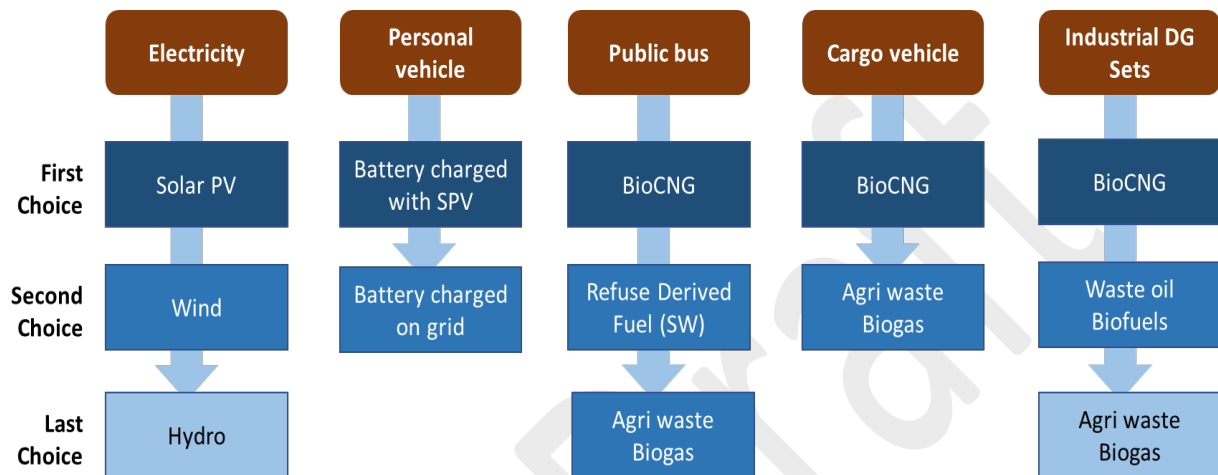 Electricity
Personal
vehicle
Public bus
Cargo vehicle
Industrial DG
Sets
First
Choice
Solar PV
Battery charged
with SPV
BioCNG
BioCNG
BioCNG
Second
Choice
Wind
Battery charged
on grid
Refuse Derived
Fuel (SW)
Agri waste
Biogas
Waste oil
Biofuels
Last
Choice
Hydro
Agri waste
Biogas
Agri waste
Biogas
Draft